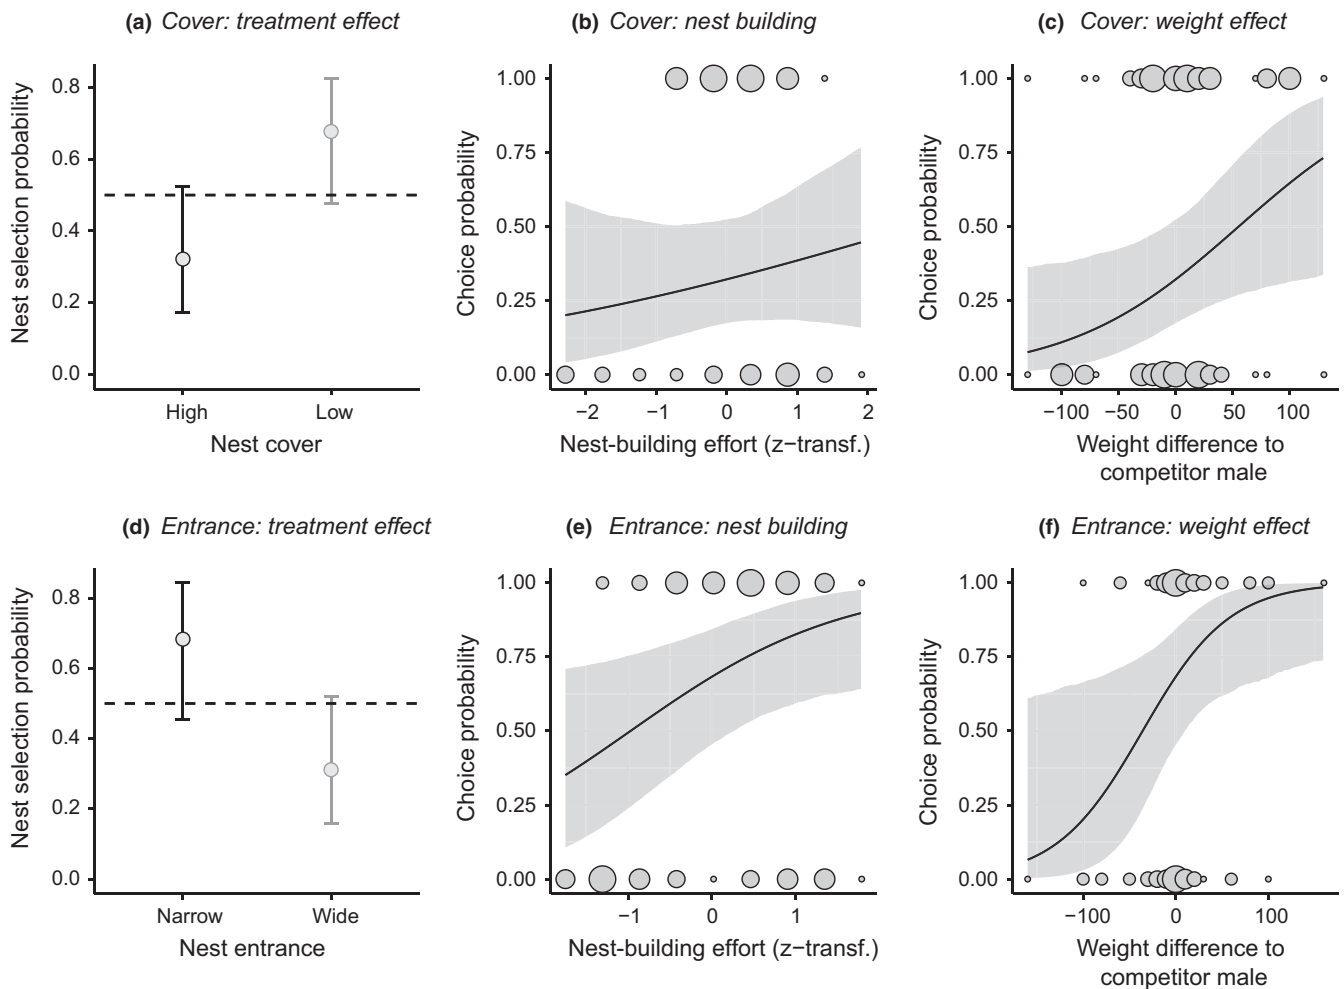 (a) Cover: treatment effect
Nest selection probability
0.8
0.6
0.4
0.2
0.0
High Low
Nest cover
(b) Cover: nest building
Choice probability
1.00
0.75
0.50
0.25
0.00
−2 −1 0 1 2
Nest-building effort (z−transf.)
(c) Cover: weight effect
Choice probability
1.00
0.75
0.50
0.25
0.00
−100 −50 0 50 100
Weight difference to
competitor male
(d) Entrance: treatment effect
Nest selection probability
0.8
0.6
0.4
0.2
0.0
Narrow Wide
Nest entrance
(e) Entrance: nest building
Choice probability
1.00
0.75
0.50
0.25
0.00
−1 0 1
Nest-building effort (z−transf.)
(f) Entrance: weight effect
Choice probability
1.00
0.75
0.50
0.25
0.00
−100 0 100
Weight difference to
competitor male